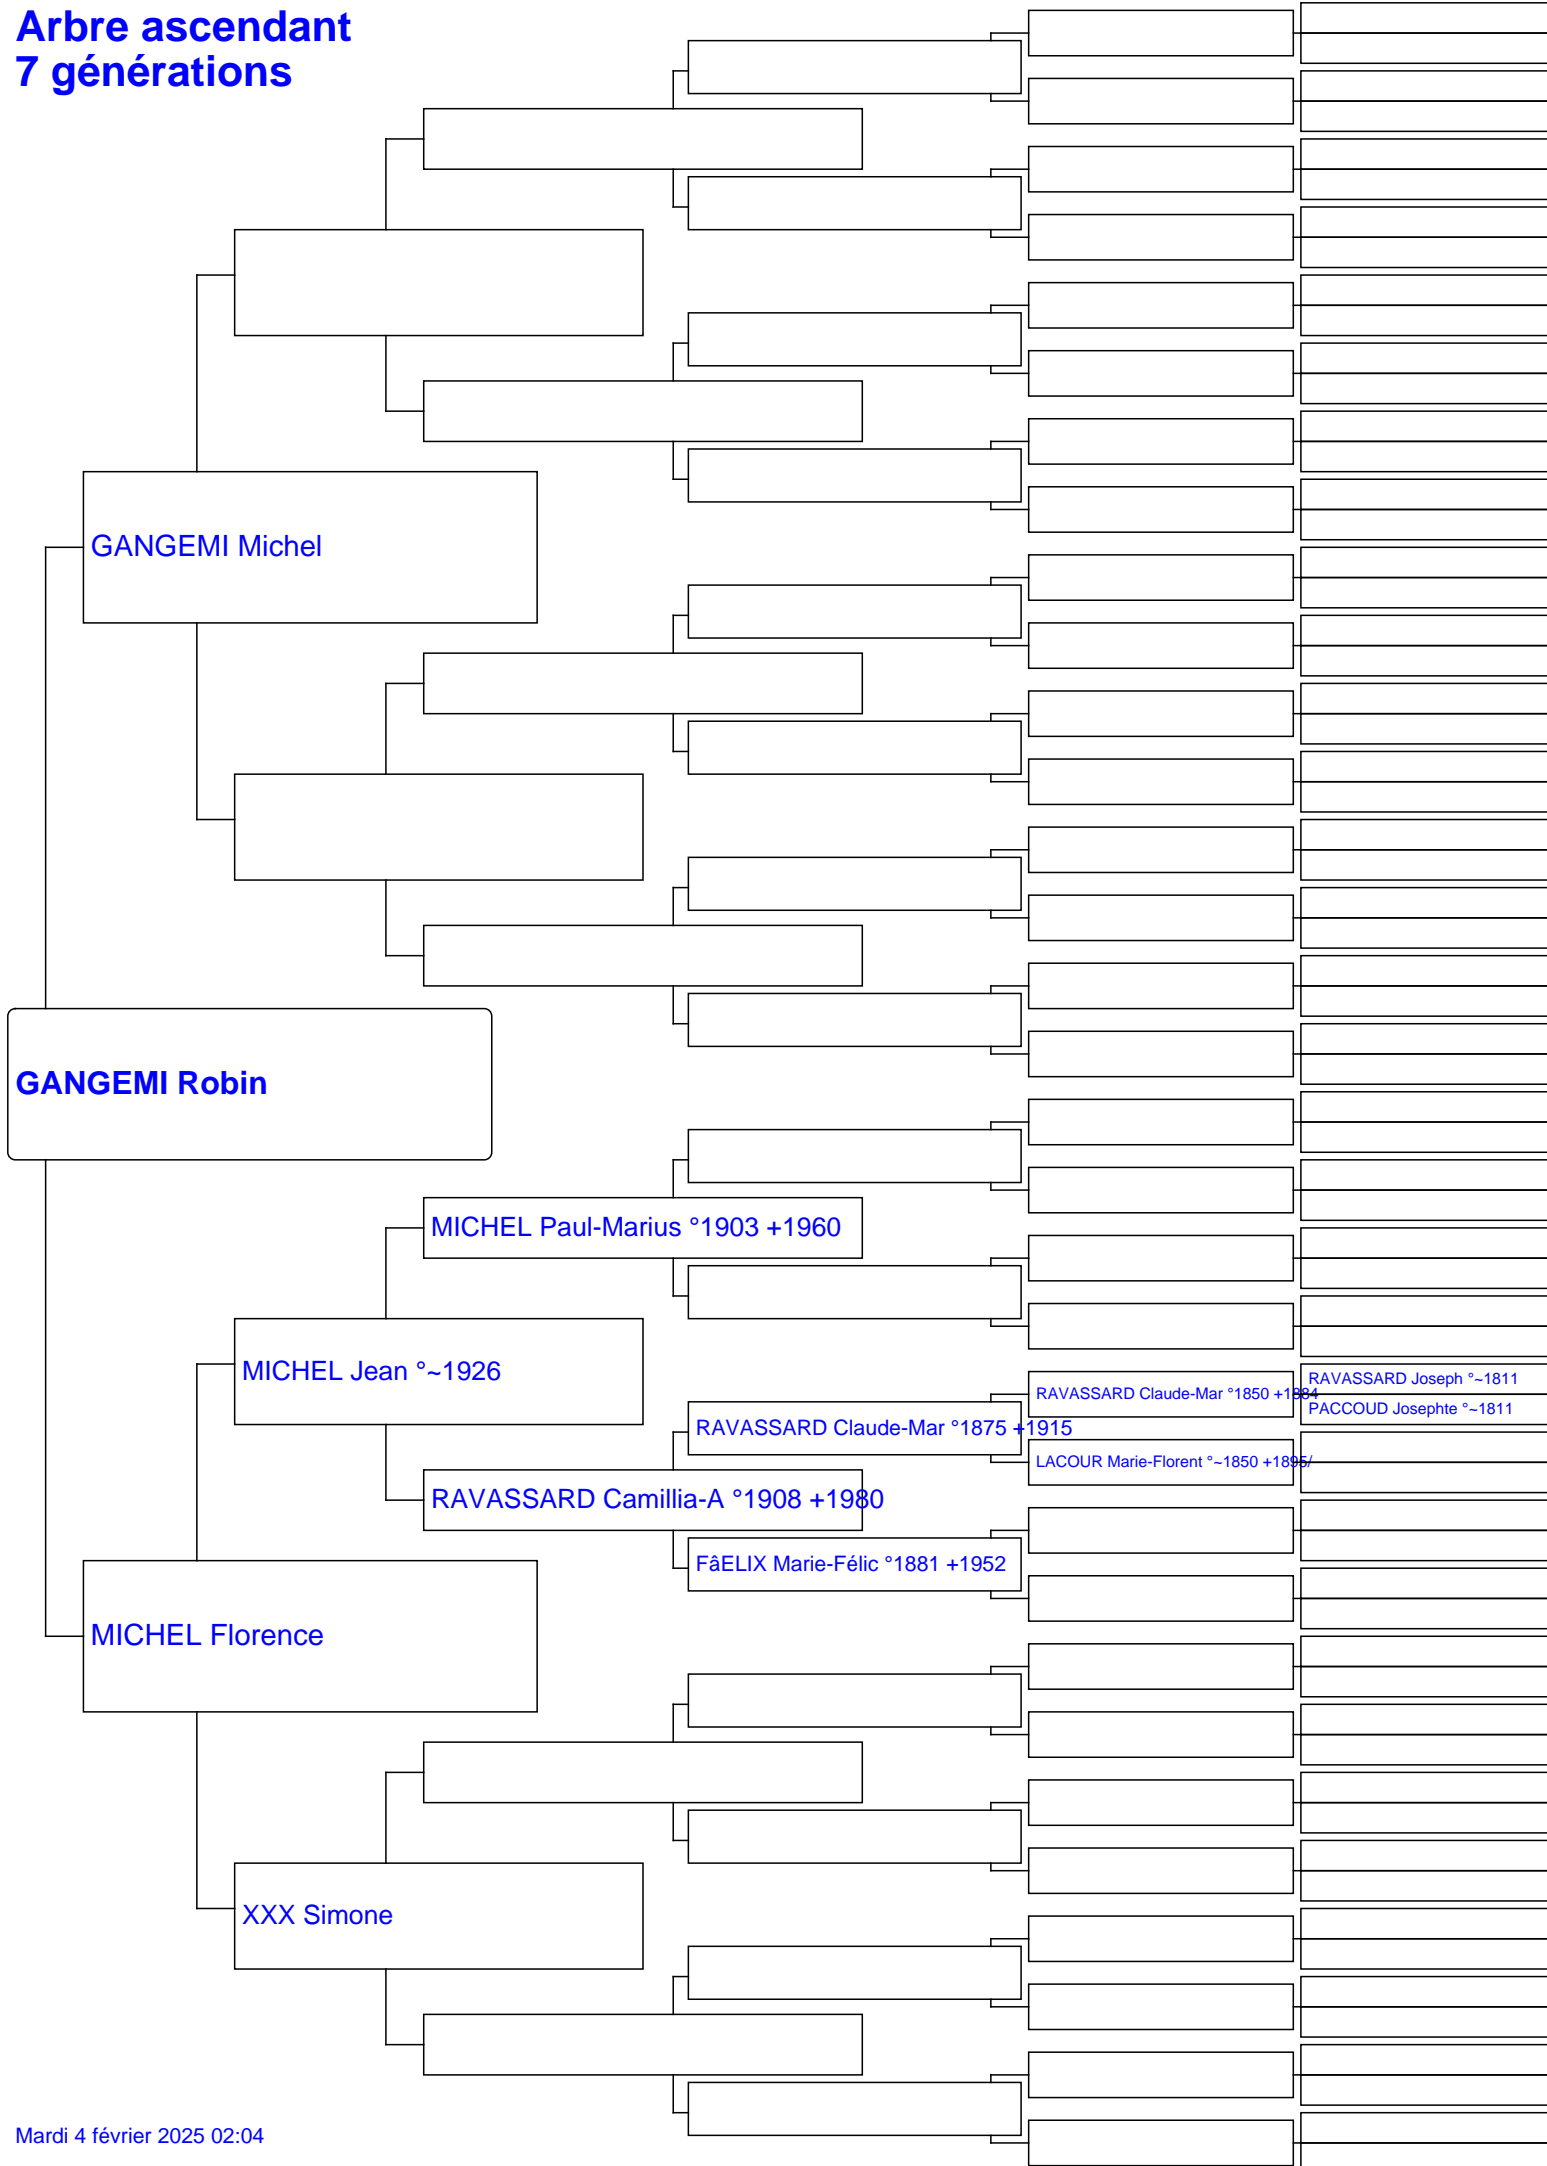 Arbre ascendant
7 générations
GANGEMI Michel
GANGEMI Robin
MICHEL Paul-Marius °1903 +1960
MICHEL Jean °~1926
RAVASSARD Joseph °~1811
RAVASSARD Claude-Mar °1850 +1884
PACCOUD Josephte °~1811
RAVASSARD Claude-Mar °1875 +1915
LACOUR Marie-Florent °~1850 +1895/
RAVASSARD Camillia-A °1908 +1980
FâELIX Marie-Félic °1881 +1952
MICHEL Florence
XXX Simone
Mardi 4 février 2025 02:04